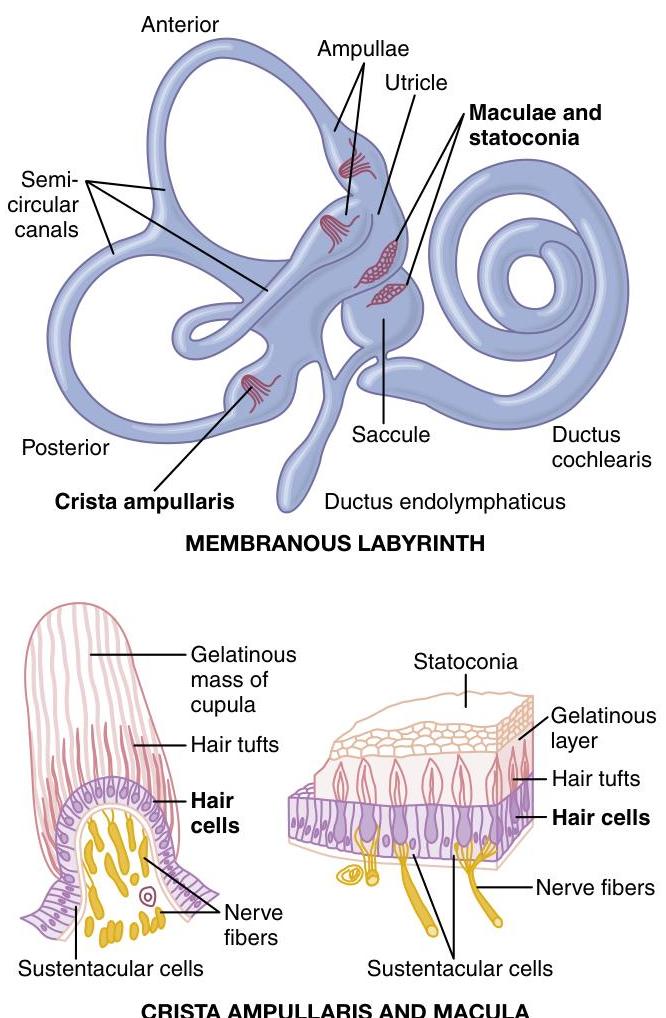 Anterior
Ampullae
Utricle
Maculae and
statoconia
Semi-
circular
canals
Posterior
Saccule
Ductus
cochlearis
Crista ampullaris
Ductus endolymphaticus
MEMBRANOUS LABYRINTH
Gelatinous
mass of
cupula
Hair tufts
Hair
cells
Nerve
fibers
Sustentacular cells
Statoconia
Gelatinous
layer
Hair tufts
Hair cells
Nerve fibers
Sustentacular cells
CRISTA AMPULLARIS AND MACULA